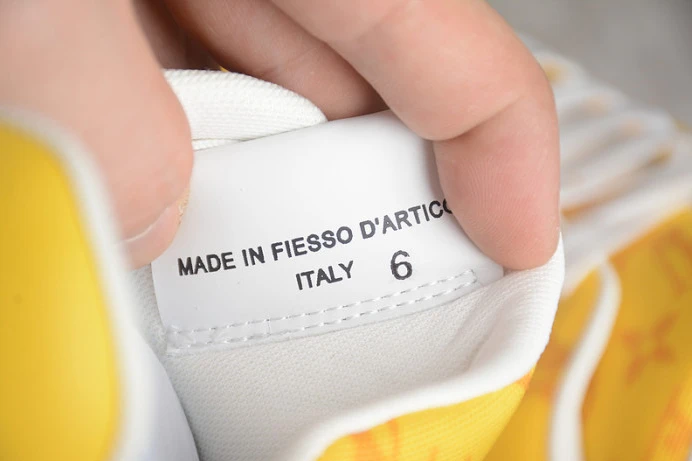 MADE IN FIESSO D'ARTICO
ITALY 6